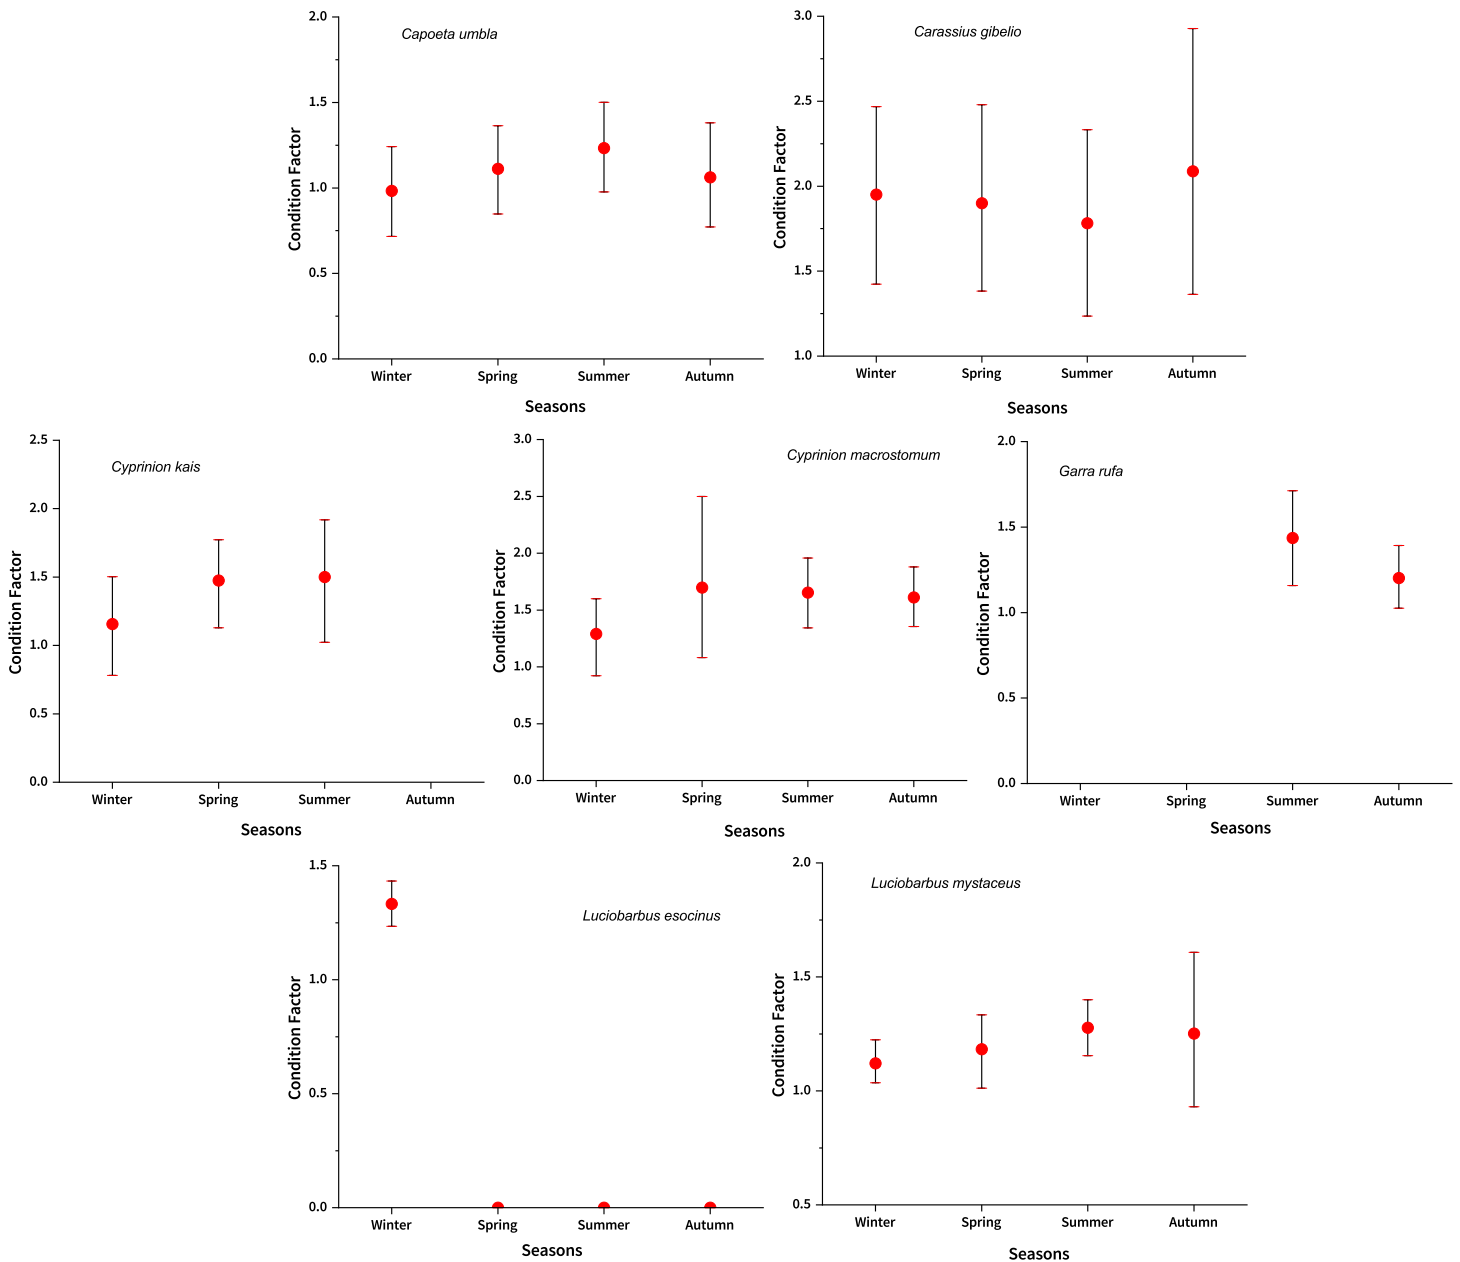 Capoeta umbla
Condition Factor
2.0
1.5
1.0
0.5
0.0
Winter Spring Summer Autumn
Seasons
Carassius gibelio
Condition Factor
3.0
2.5
2.0
1.5
1.0
Winter Spring Summer Autumn
Seasons
Cyprinion kais
Condition Factor
2.5
2.0
1.5
1.0
0.5
0.0
Winter Spring Summer Autumn
Seasons
Cyprinion macrostomum
Condition Factor
3.0
2.5
2.0
1.5
1.0
0.5
0.0
Winter Spring Summer Autumn
Seasons
Garra rufa
Condition Factor
2.0
1.5
1.0
0.5
0.0
Winter Spring Summer Autumn
Seasons
Luciobarbus esocinus
Condition Factor
1.5
1.0
0.5
0.0
Winter Spring Summer Autumn
Seasons
Luciobarbus mystaceus
Condition Factor
2.0
1.5
1.0
0.5
Winter Spring Summer Autumn
Seasons